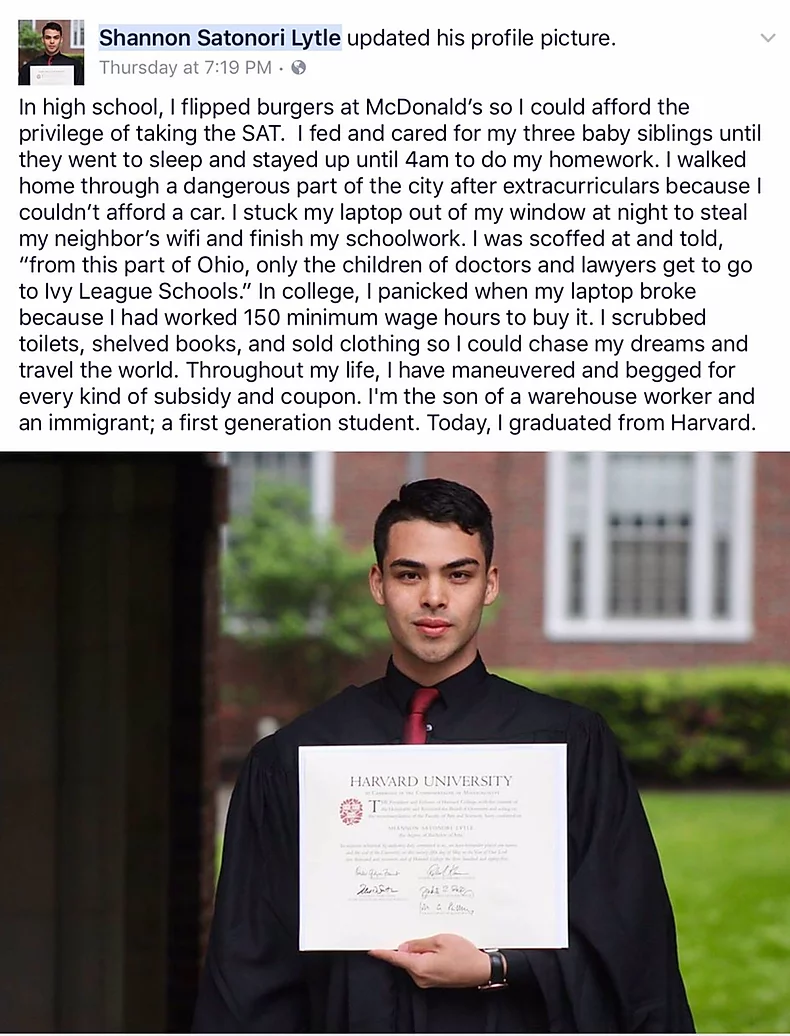 Shannon Satonori Lytle updated his profile picture.
Thursday at 7:19 PM ·
In high school, I flipped burgers at McDonald's so I could afford the
privilege of taking the SAT.  I fed and cared for my three baby siblings until
they went to sleep and stayed up until 4am to do my homework. I walked
home through a dangerous part of the city after extracurriculars because I
couldn't afford a car. I stuck my laptop out of my window at night to steal
my neighbor's wifi and finish my schoolwork. I was scoffed at and told,
“from this part of Ohio, only the children of doctors and lawyers get to go
to Ivy League Schools.” In college, I panicked when my laptop broke
because I had worked 150 minimum wage hours to buy it. I scrubbed
toilets, shelved books, and sold clothing so I could chase my dreams and
travel the world. Throughout my life, I have maneuvered and begged for
every kind of subsidy and coupon. I'm the son of a warehouse worker and
an immigrant; a first generation student. Today, I graduated from Harvard.
HARVARD UNIVERSITY
SHANNON SATONORI LYTLE